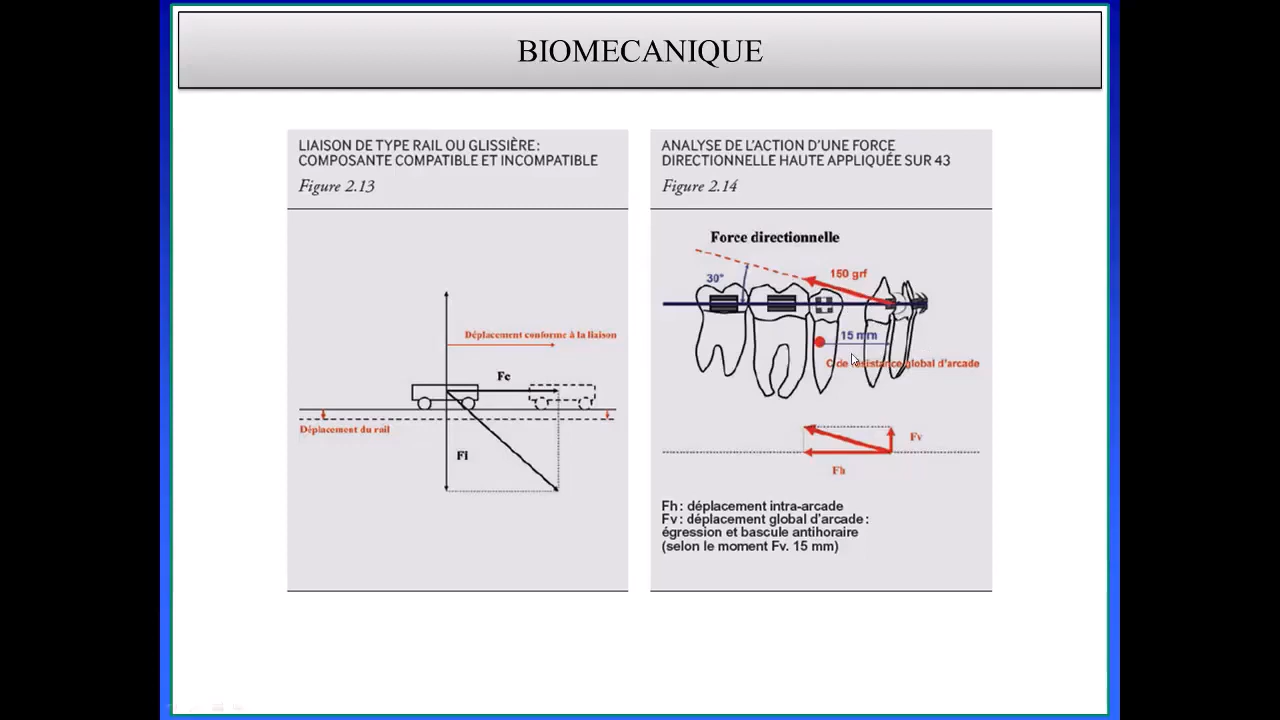 BIOMECANIQUE
LIAISON DE TYPE RAIL OU GLISSIÈRE :
COMPOSANTE COMPATIBLE ET INCOMPATIBLE
Figure 2.13
Déplacement conforme à la liaison
Fc
Déplacement du rail
Fl
ANALYSE DE L'ACTION D'UNE FORCE
DIRECTIONNELLE HAUTE APPLIQUÉE SUR 43
Figure 2.14
Force directionnelle
150 grf
30°
15 mm
C de résistance global d'arcade
Fv
Fh
Fh : déplacement intra-arcade
Fv : déplacement global d'arcade :
égression et bascule antihoraire
(selon le moment Fv. 15 mm)